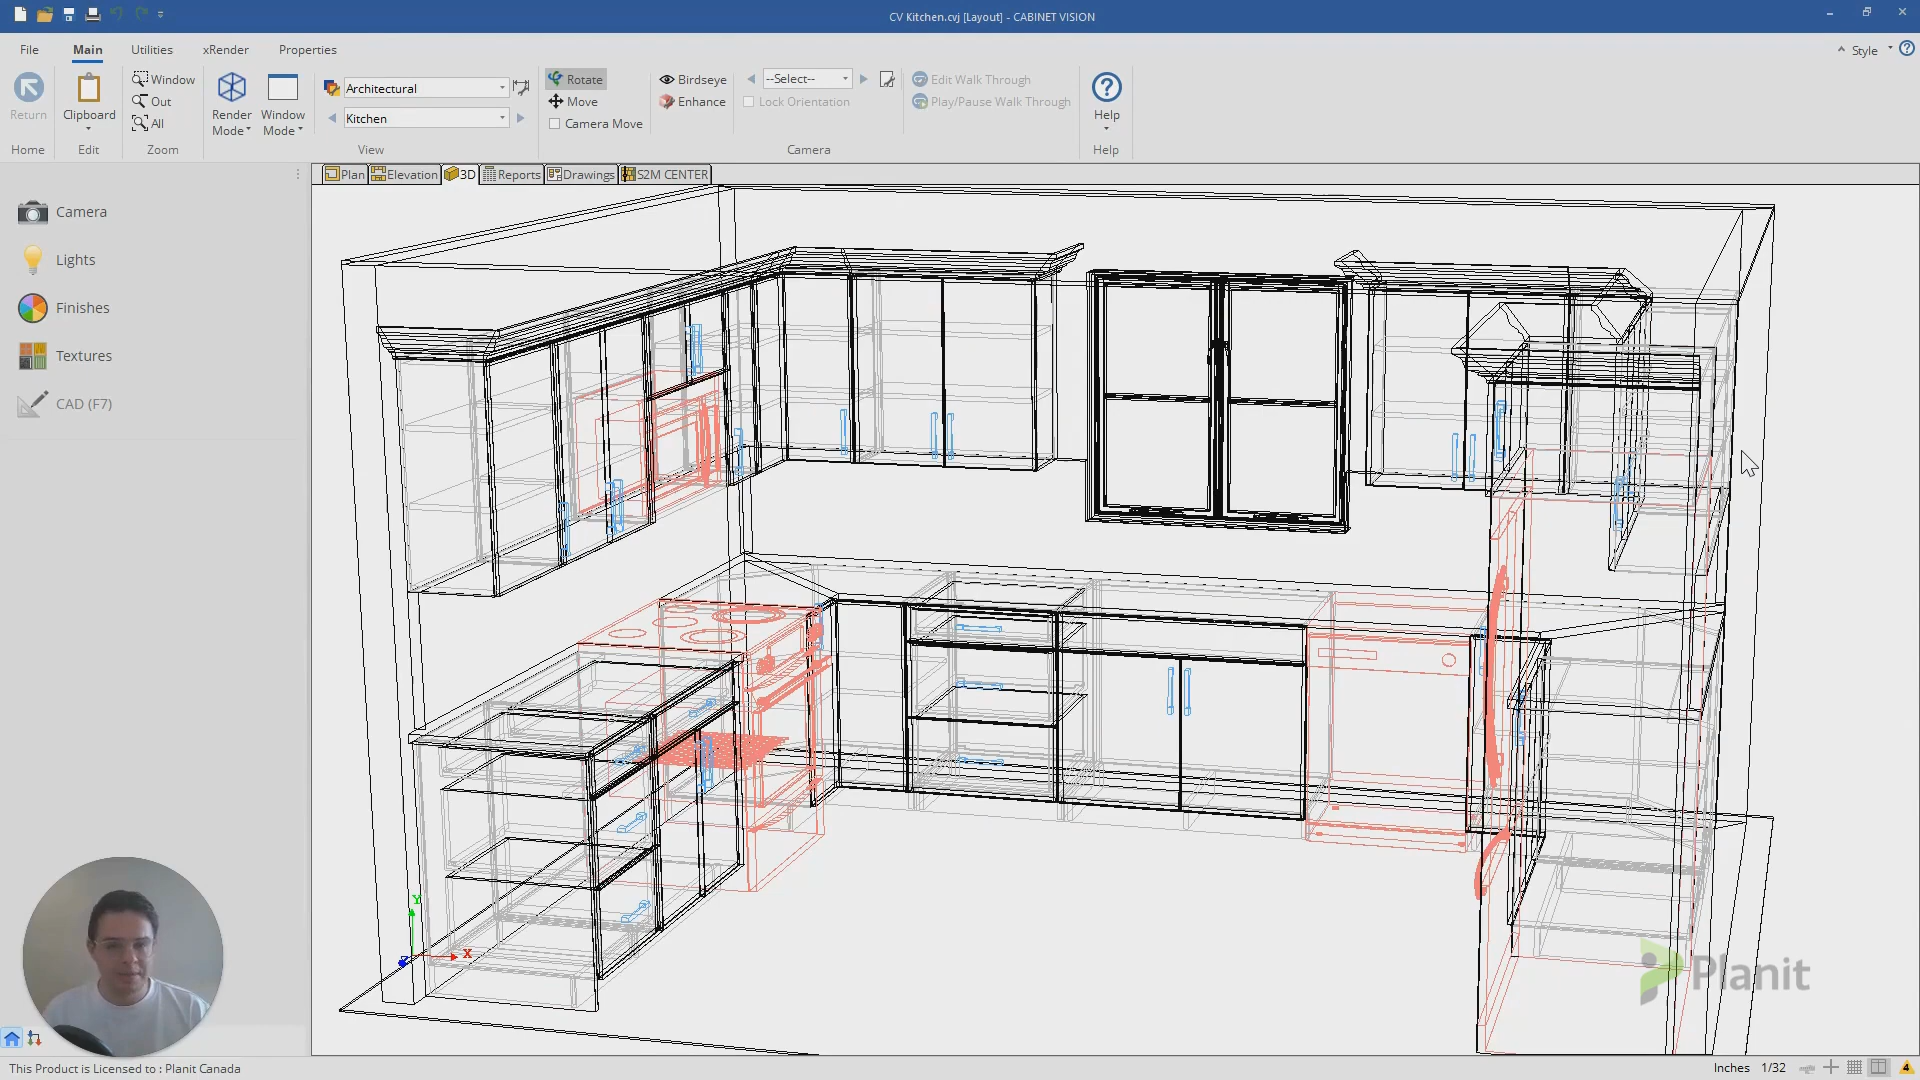 CV Kitchen.cvj [Layout] - CABINET VISION
File
Main
Utilities
xRender
Properties
Style
Return
Home
Clipboard
Edit
Window
Out
All
Zoom
Render
Mode
Window
Mode
Architectural
Kitchen
View
Rotate
Move
Camera Move
Birdseye
Enhance
--Select--
Lock Orientation
Edit Walk Through
Play/Pause Walk Through
Camera
Help
Help
Plan
Elevation
3D
Reports
Drawings
S2M CENTER
Camera
Lights
Finishes
Textures
CAD (F7)
Y
X
Planit
This Product is Licensed to : Planit Canada
Inches
1/32
4